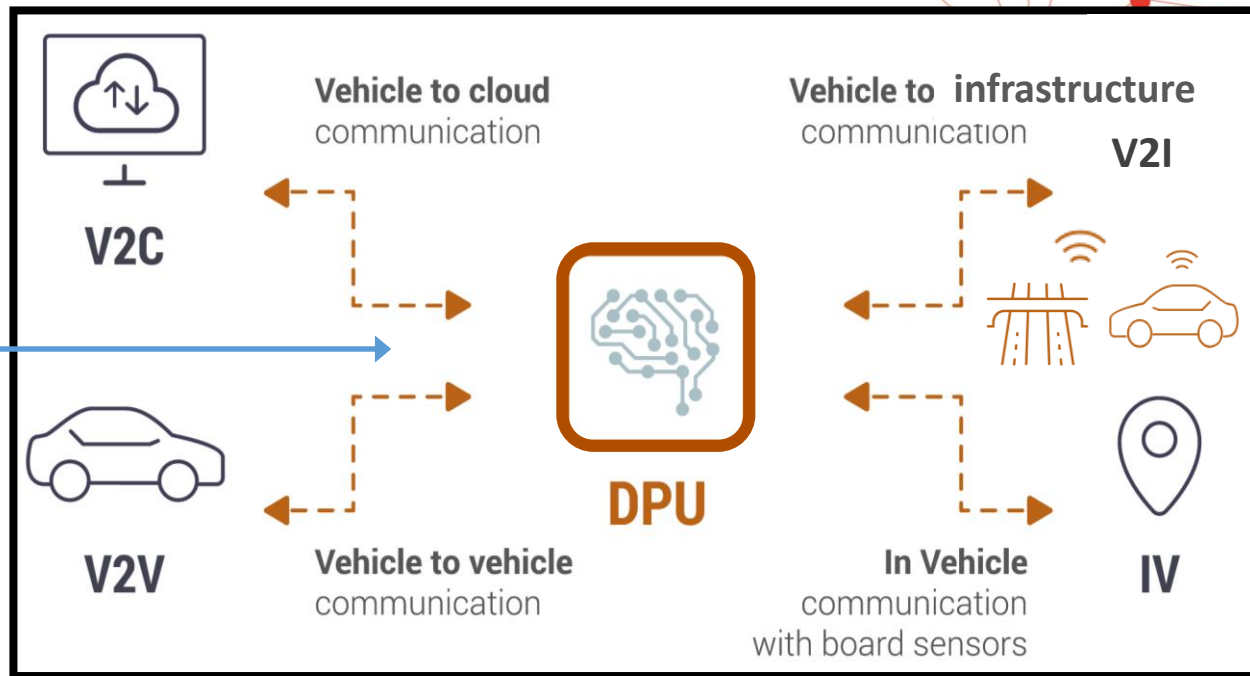 Vehicle to cloud
communication
V2C
Vehicle to infrastructure
communication
V2I
DPU
V2V
Vehicle to vehicle
communication
In Vehicle
communication
with board sensors
IV